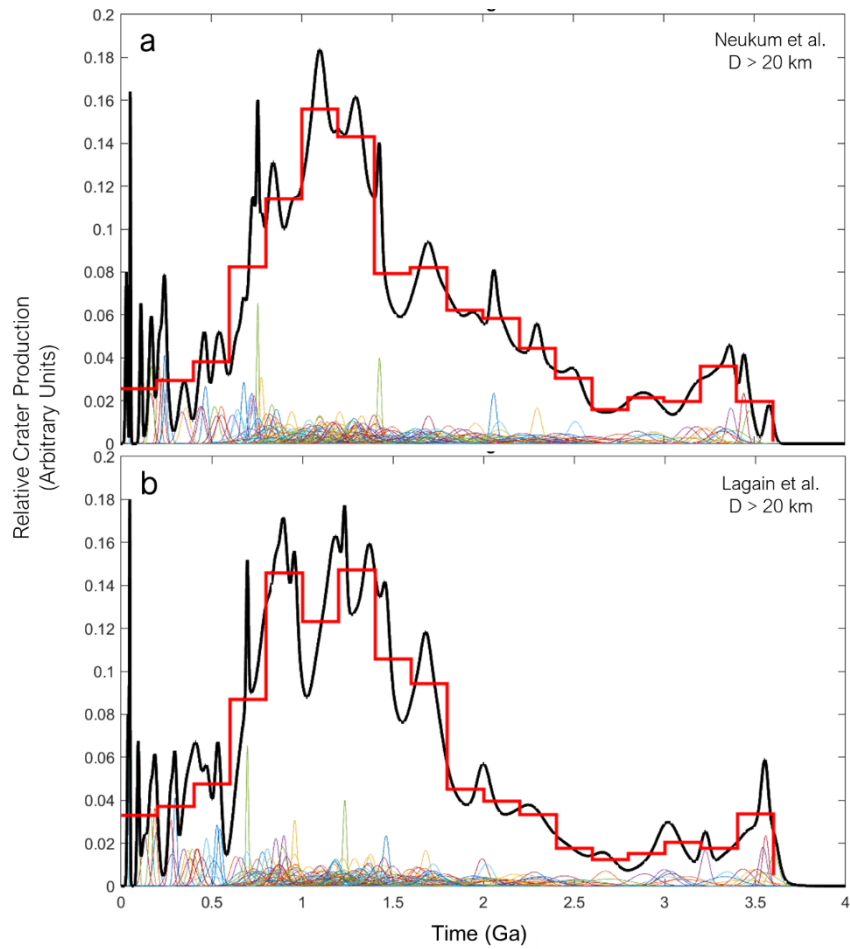 a
Neukum et al.
D > 20 km
0.2
0.18
0.16
0.14
0.12
0.1
0.08
0.06
0.04
0.02
0
Relative Crater Production
(Arbitrary Units)
b
Lagain et al.
D > 20 km
0.2
0.18
0.16
0.14
0.12
0.1
0.08
0.06
0.04
0.02
0
0 0.5 1 1.5 2 2.5 3 3.5 4
Time (Ga)